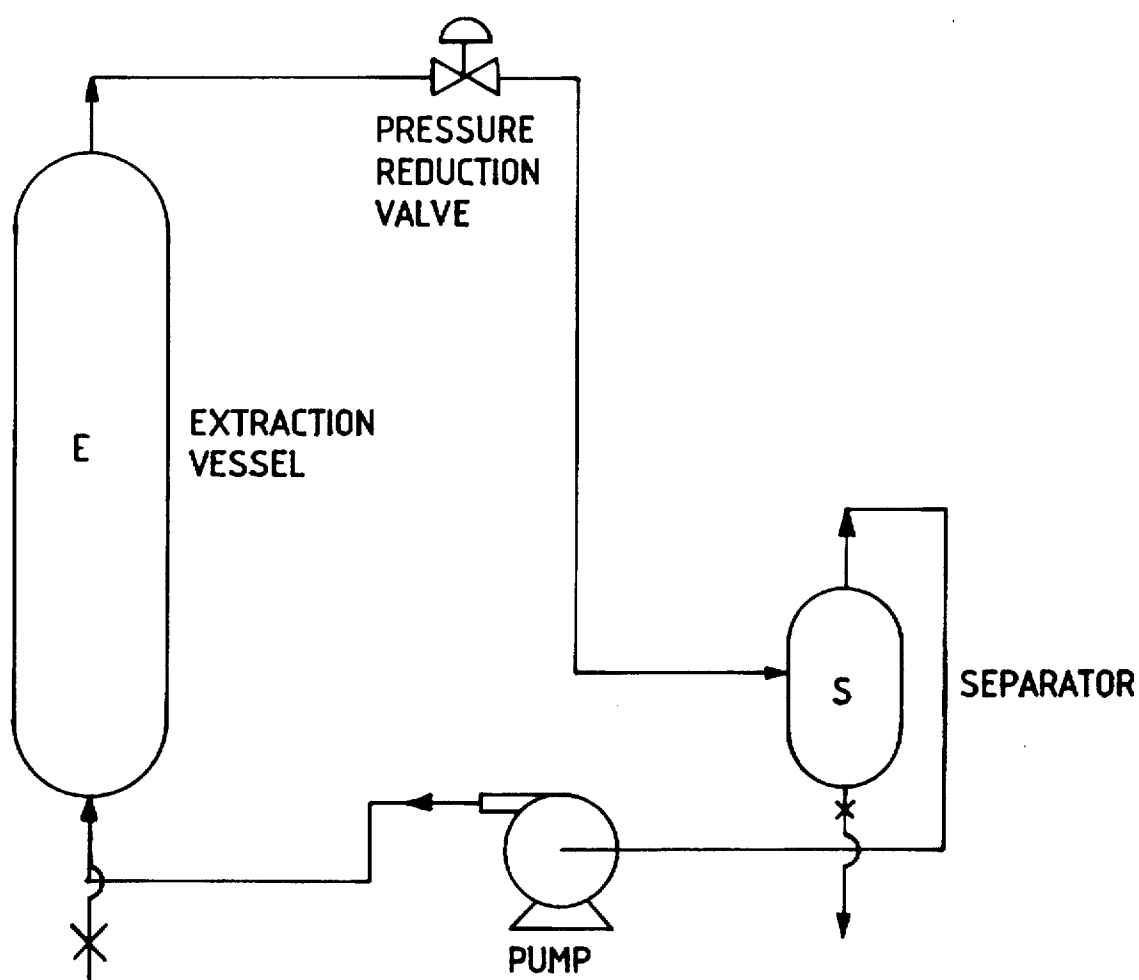 PRESSURE
REDUCTION
VALVE
E
EXTRACTION
VESSEL
S
SEPARATOR
PUMP